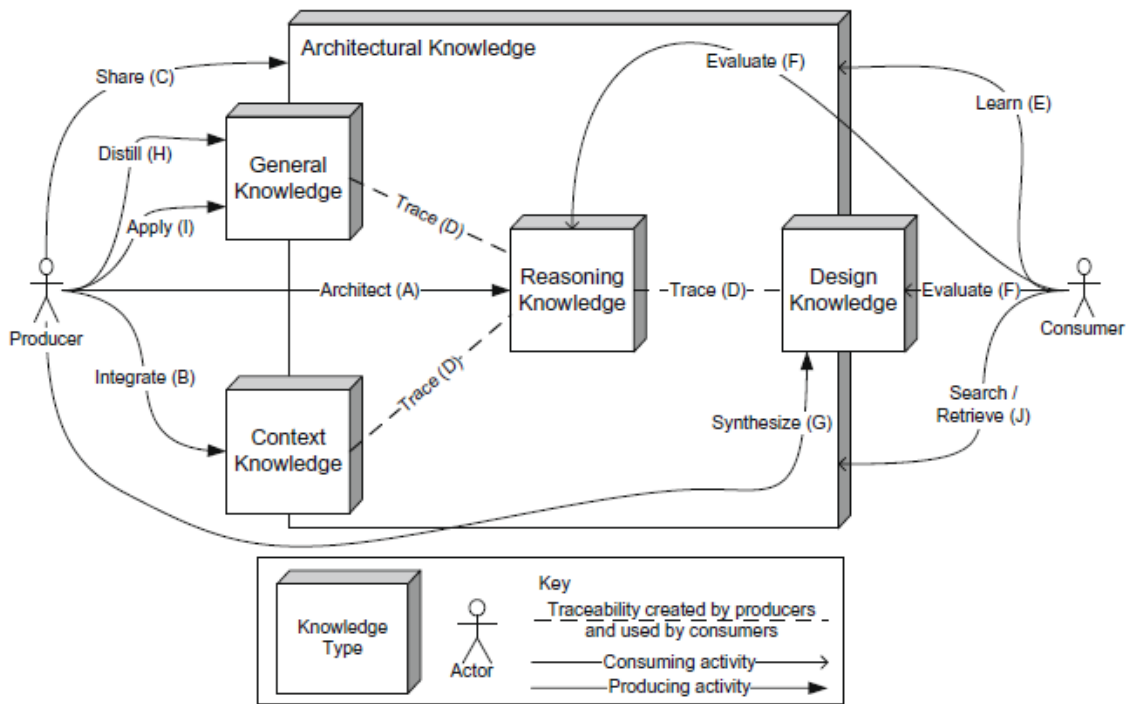 Architectural Knowledge
Share (C)
Evaluate (F)
Learn (E)
Distill (H)
General
Knowledge
Trace (D)
Apply (I)
Producer
Architect (A)
Reasoning
Knowledge
Trace (D)
Design
Knowledge
Evaluate (F)
Consumer
Integrate (B)
Trace (D)
Context
Knowledge
Synthesize (G)
Search /
Retrieve (J)
Key
Knowledge
Type
Actor
Traceability created by producers
and used by consumers
Consuming activity
Producing activity